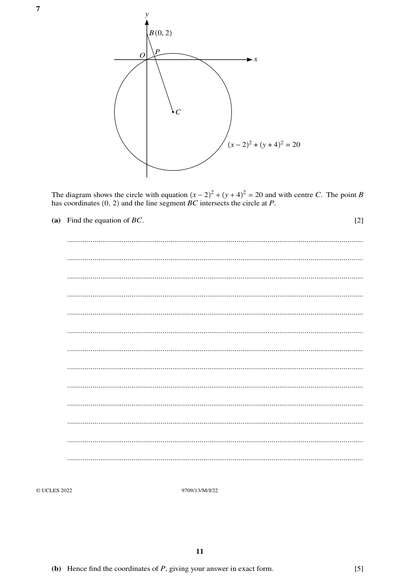 7
y
B(0, 2)
P
O
x
C
(x − 2)² + (y + 4)² = 20
The diagram shows the circle with equation (x − 2)² + (y + 4)² = 20 and with centre C. The point B
has coordinates (0, 2) and the line segment BC intersects the circle at P.
(a) Find the equation of BC. [2]
© UCLES 2022 9709/13/M/J/22
11
(b) Hence find the coordinates of P, giving your answer in exact form. [5]